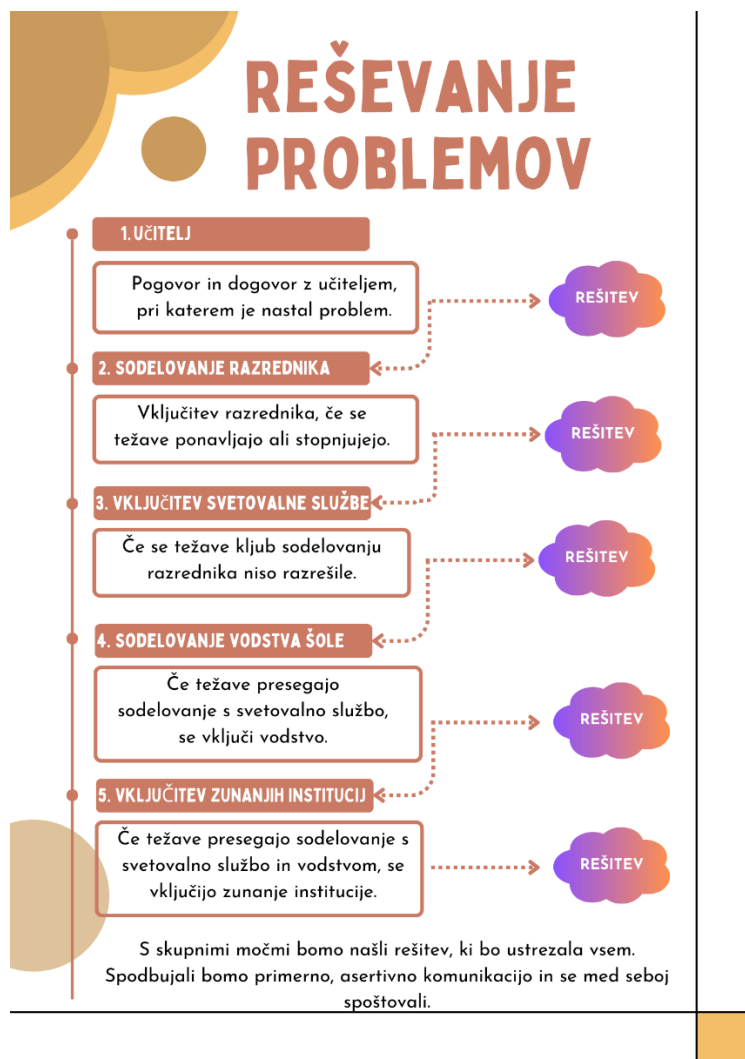 REŠEVANJE
PROBLEMOV
1. UČITELJ
Pogovor in dogovor z učiteljem,
pri katerem je nastal problem.
REŠITEV
2. SODELOVANJE RAZREDNIKA
Vključitev razrednika, če se
težave ponavljajo ali stopnjujejo.
REŠITEV
3. VKLJUČITEV SVETOVALNE SLUŽBE
Če se težave kljub sodelovanju
razrednika niso razrešile.
REŠITEV
4. SODELOVANJE VODSTVA ŠOLE
Če težave presegajo
sodelovanje s svetovalno službo,
se vključi vodstvo.
REŠITEV
5. VKLJUČITEV ZUNANJIH INSTITUCIJ
Če težave presegajo sodelovanje s
svetovalno službo in vodstvom, se
vključijo zunanje institucije.
REŠITEV
S skupnimi močmi bomo našli rešitev, ki bo ustrezala vsem.
Spodbujali bomo primerno, asertivno komunikacijo in se med seboj
spoštovali.